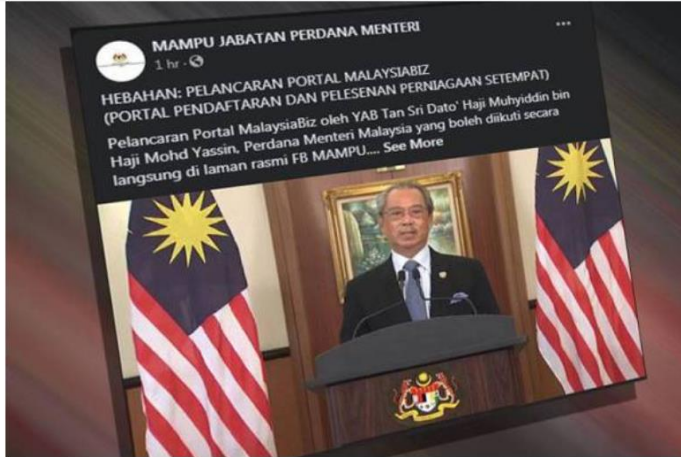 MAMPU JABATAN PERDANA MENTERI
1 hr ·
HEBAHAN: PELANCARAN PORTAL MALAYSIABIZ
(PORTAL PENDAFTARAN DAN PELESENAN PERNIAGAAN SETEMPAT)
Pelancaran Portal MalaysiaBiz oleh YAB Tan Sri Dato' Haji Muhyiddin bin
Haji Mohd Yassin, Perdana Menteri Malaysia yang boleh diikuti secara
langsung di laman rasmi FB MAMPU.... See More